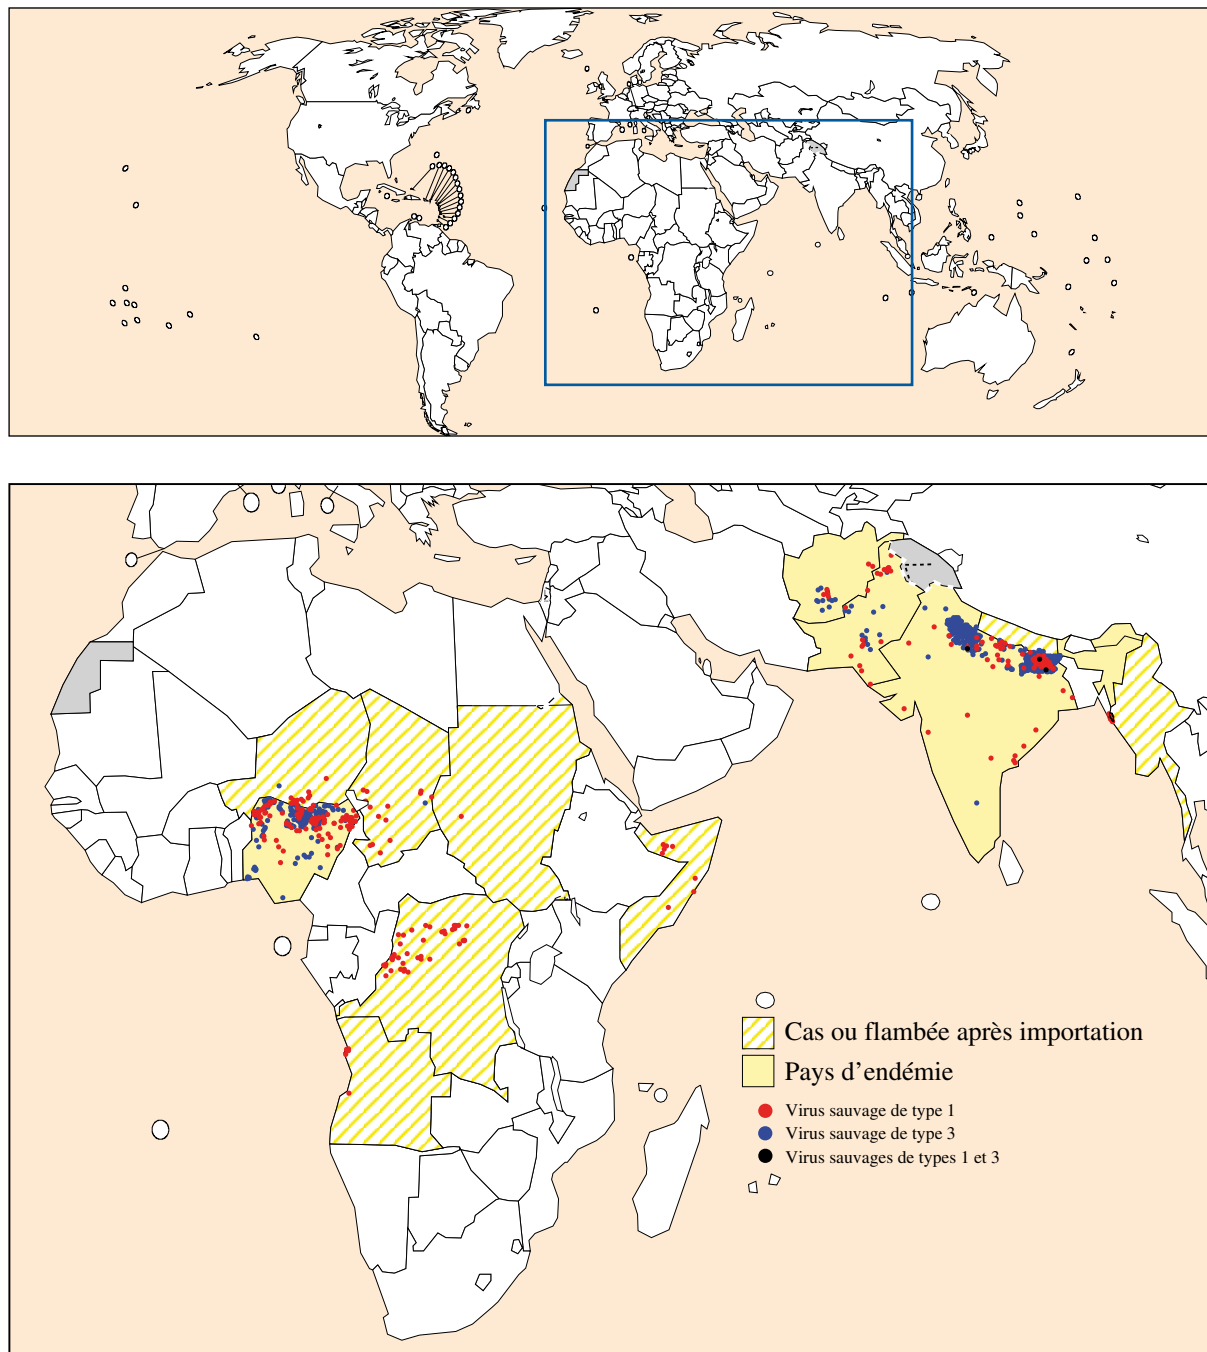 Cas ou flambée après importation
Pays d’endémie
Virus sauvage de type 1
Virus sauvage de type 3
Virus sauvages de types 1 et 3